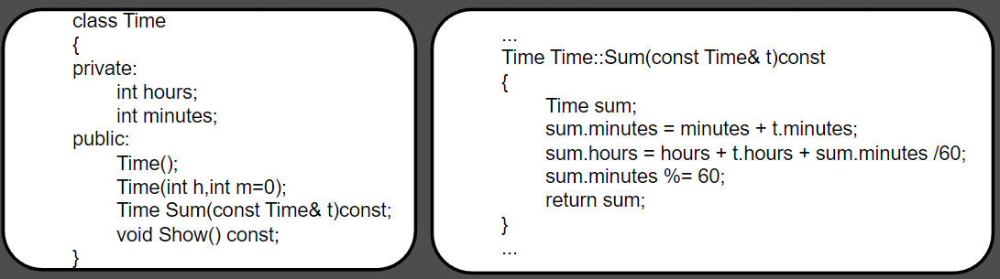 class Time
{
private:
int hours;
int minutes;
public:
Time();
Time(int h,int m=0);
Time Sum(const Time& t)const;
void Show() const;
}
...
Time Time::Sum(const Time& t)const
{
Time sum;
sum.minutes = minutes + t.minutes;
sum.hours = hours + t.hours + sum.minutes /60;
sum.minutes %= 60;
return sum;
}
...